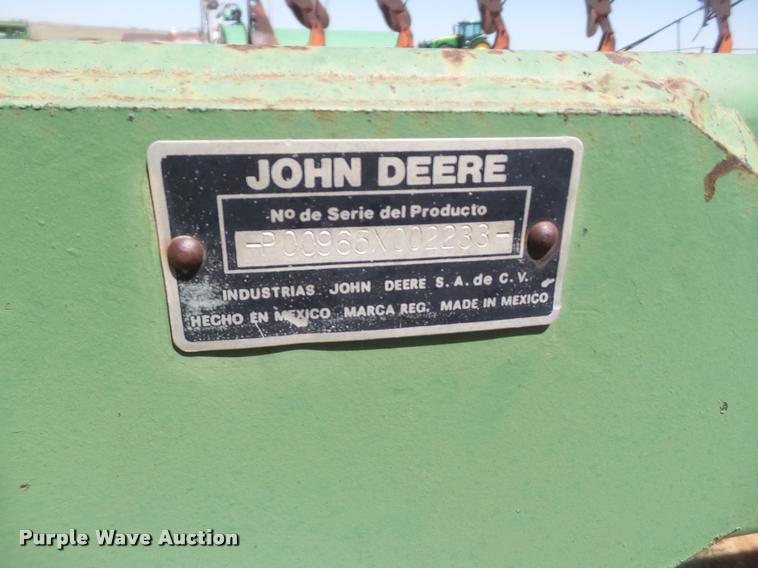 JOHN DEERE
Nº de Serie del Producto
-P00965X002233-
INDUSTRIAS JOHN DEERE S.A. de C.V.
HECHO EN MEXICO MARCA REG. MADE IN MEXICO
Purple Wave Auction